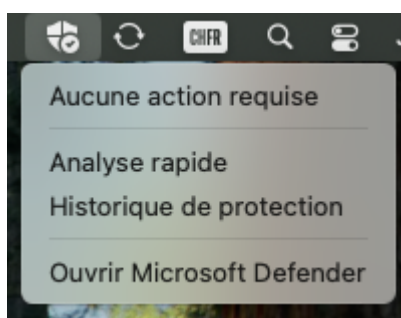 CHFR
Aucune action requise
Analyse rapide
Historique de protection
Ouvrir Microsoft Defender